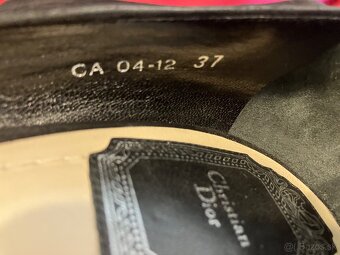 CA 04-12 37
Christian
Dior